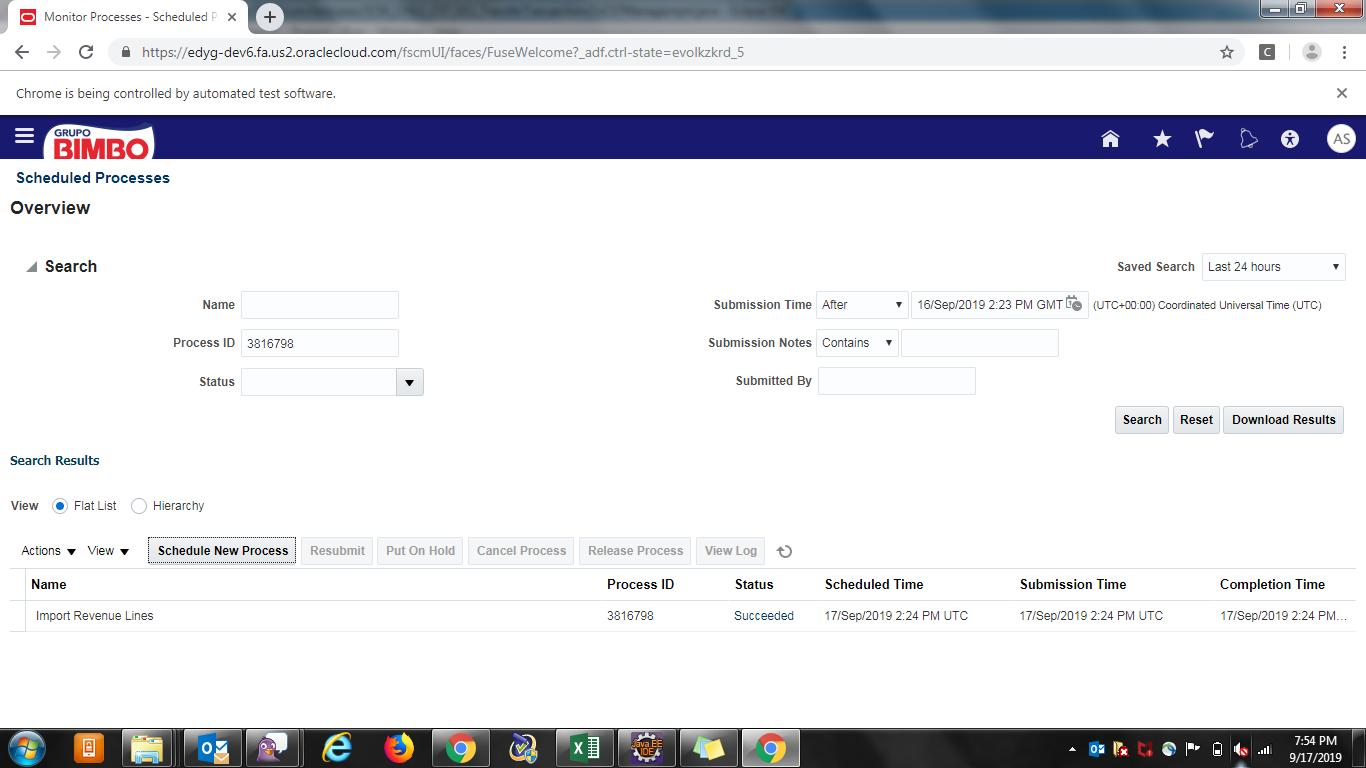 Monitor Processes - Scheduled P
https://edyg-dev6.fa.us2.oraclecloud.com/fscmUI/faces/FuseWelcome?_adf.ctrl-state=evolkzkrd_5
C
Chrome is being controlled by automated test software.
GRUPO
BIMBO
AS
Scheduled Processes
Overview
Search
Saved Search Last 24 hours
Name
Submission Time After 16/Sep/2019 2:23 PM GMT (UTC+00:00) Coordinated Universal Time (UTC)
Process ID 3816798
Submission Notes Contains
Status
Submitted By
Search Reset Download Results
Search Results
View Flat List Hierarchy
Actions View Schedule New Process Resubmit Put On Hold Cancel Process Release Process View Log
Name Process ID Status Scheduled Time Submission Time Completion Time
Import Revenue Lines 3816798 Succeeded 17/Sep/2019 2:24 PM UTC 17/Sep/2019 2:24 PM UTC 17/Sep/2019 2:24 PM...
Java EE
IDE
7:54 PM
9/17/2019